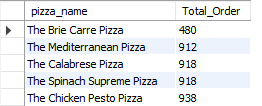 pizza_name Total_Order
The Brie Carre Pizza 480
The Mediterranean Pizza 912
The Calabrese Pizza 918
The Spinach Supreme Pizza 918
The Chicken Pesto Pizza 938